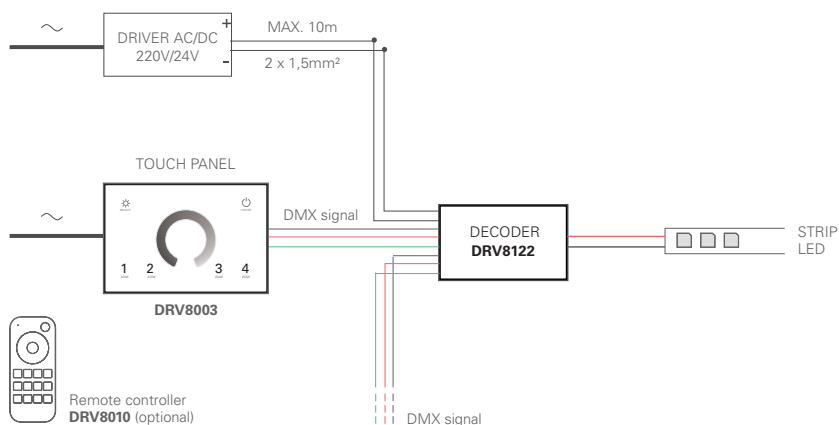 DRIVER AC/DC
220V/24V
+
-
MAX. 10m
2 x 1,5mm²
TOUCH PANEL
1
2
3
4
DRV8003
DMX signal
DECODER
DRV8122
STRIP
LED
Remote controller
DRV8010 (optional)
DMX signal